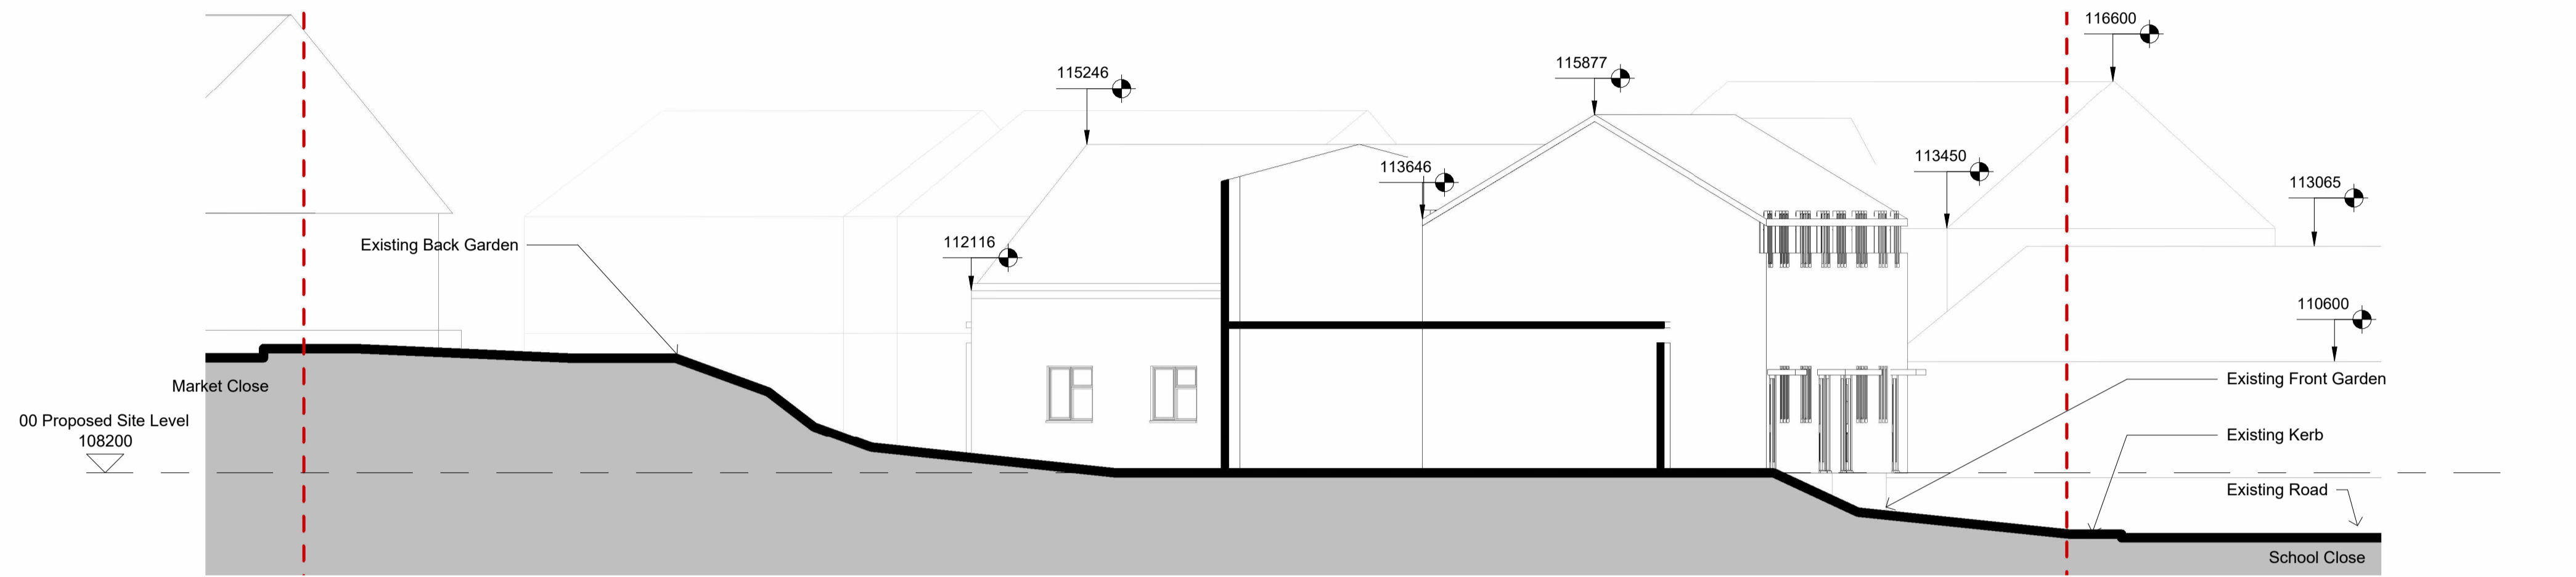 116600
115877
115246
113646
113450
113065
112116
Existing Back Garden
110600
Market Close
Existing Front Garden
00 Proposed Site Level
108200
Existing Kerb
Existing Road
School Close